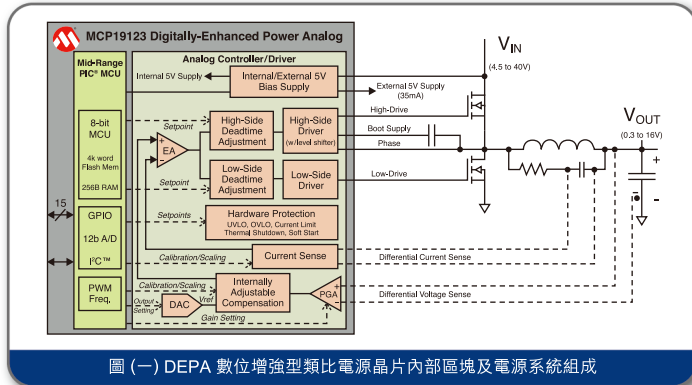 MCP19123 Digitally-Enhanced Power Analog
Mid-Range
PIC® MCU
8-bit
MCU
4k word
Flash Mem
256B RAM
15
GPIO
12b A/D
I²C™
PWM
Freq.
Analog Controller/Driver
Internal 5V Supply
Internal/External 5V
Bias Supply
External 5V Supply
(35mA)
Setpoint
High-Side
Deadtime
Adjustment
High-Side
Driver
(w/level shifter)
High-Drive
Boot Supply
Phase
+
EA
−
Low-Side
Deadtime
Adjustment
Low-Side
Driver
Low-Drive
Setpoint
Setpoints
Hardware Protection
UVLO, OVLO, Current Limit
Thermal Shutdown, Soft Start
Calibration/Scaling
Current Sense
Differential Current Sense
Calibration/Scaling
Internally
Adjustable
Compensation
+
PGA
−
Differential Voltage Sense
Output
Setting
DAC
Vref
Gain Setting
VIN
(4.5 to 40V)
VOUT
(0.3 to 16V)
+
-
圖 (一) DEPA 數位增強型類比電源晶片內部區塊及電源系統組成